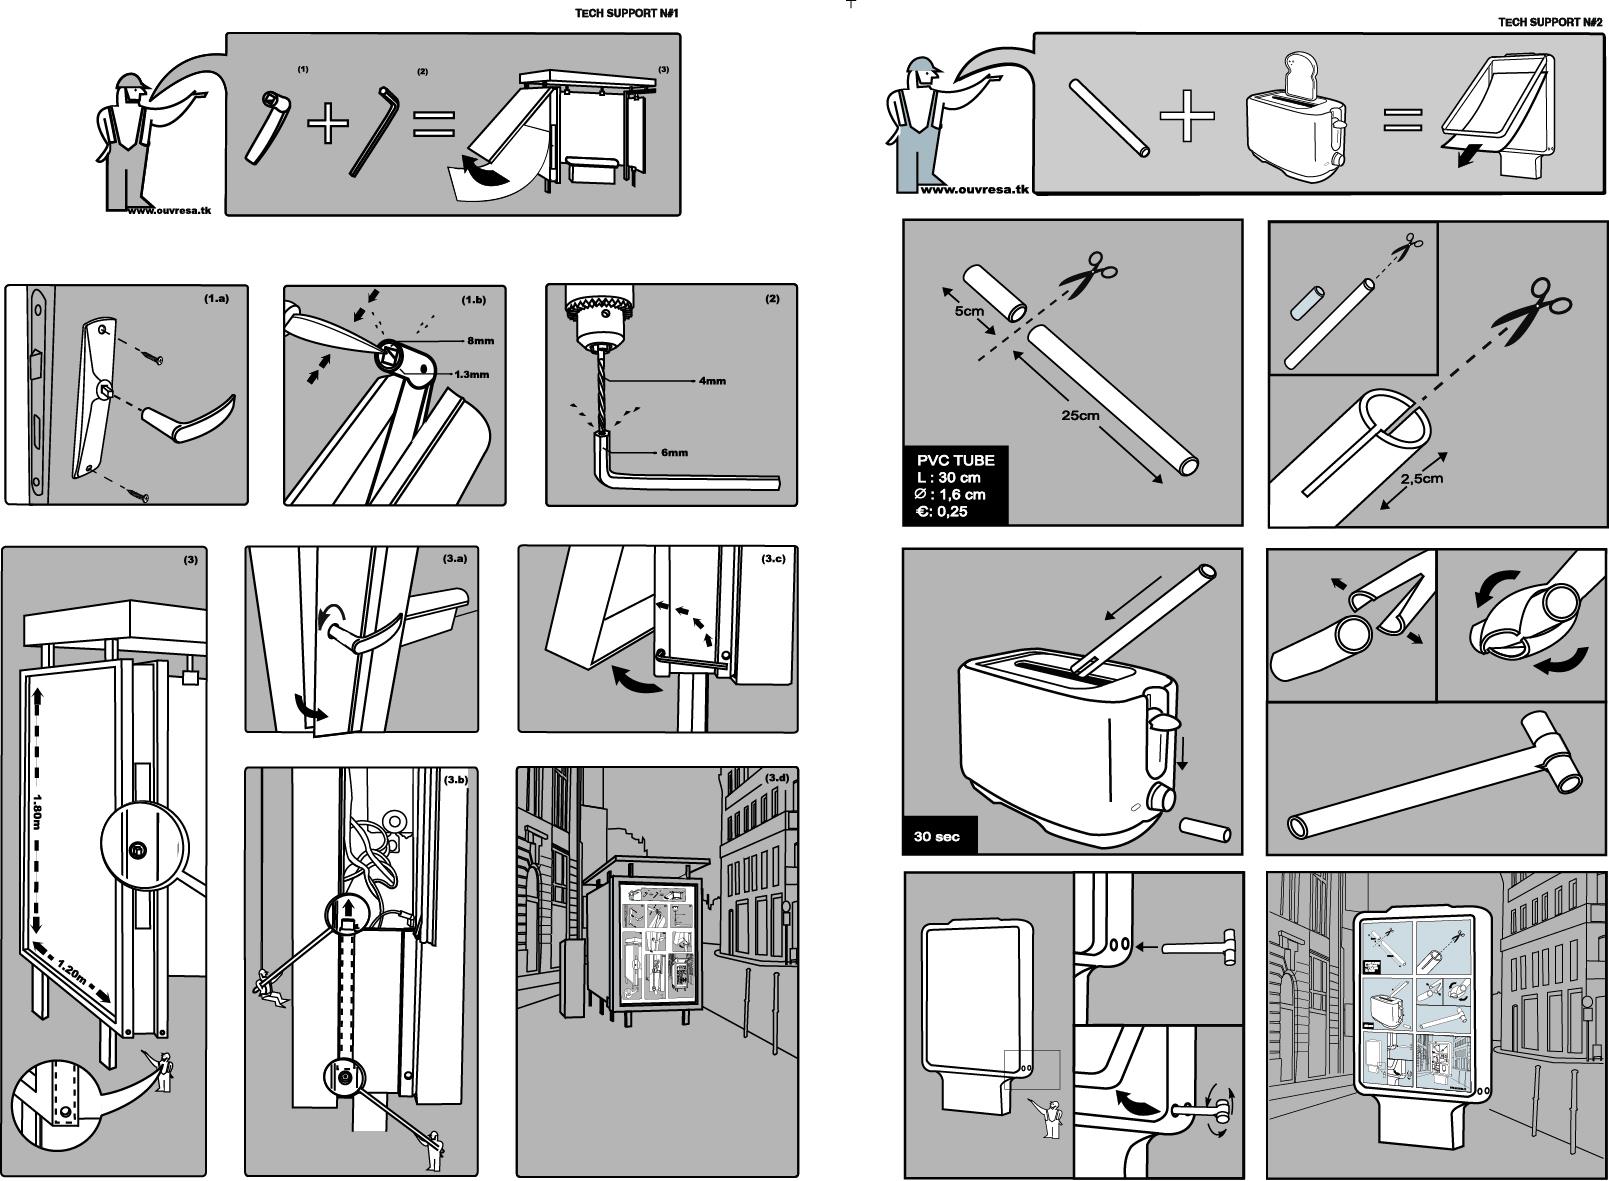 TECH SUPPORT N#1
(1)
(2)
(3)
www.ouvresa.tk
(1.a)
(1.b)
8mm
1.3mm
(2)
4mm
6mm
(3)
1.80m
1.20m
(3.a)
(3.c)
(3.b)
(3.d)
TECH SUPPORT N#2
www.ouvresa.tk
5cm
25cm
PVC TUBE
L : 30 cm
Ø : 1,6 cm
€: 0,25
2,5cm
30 sec